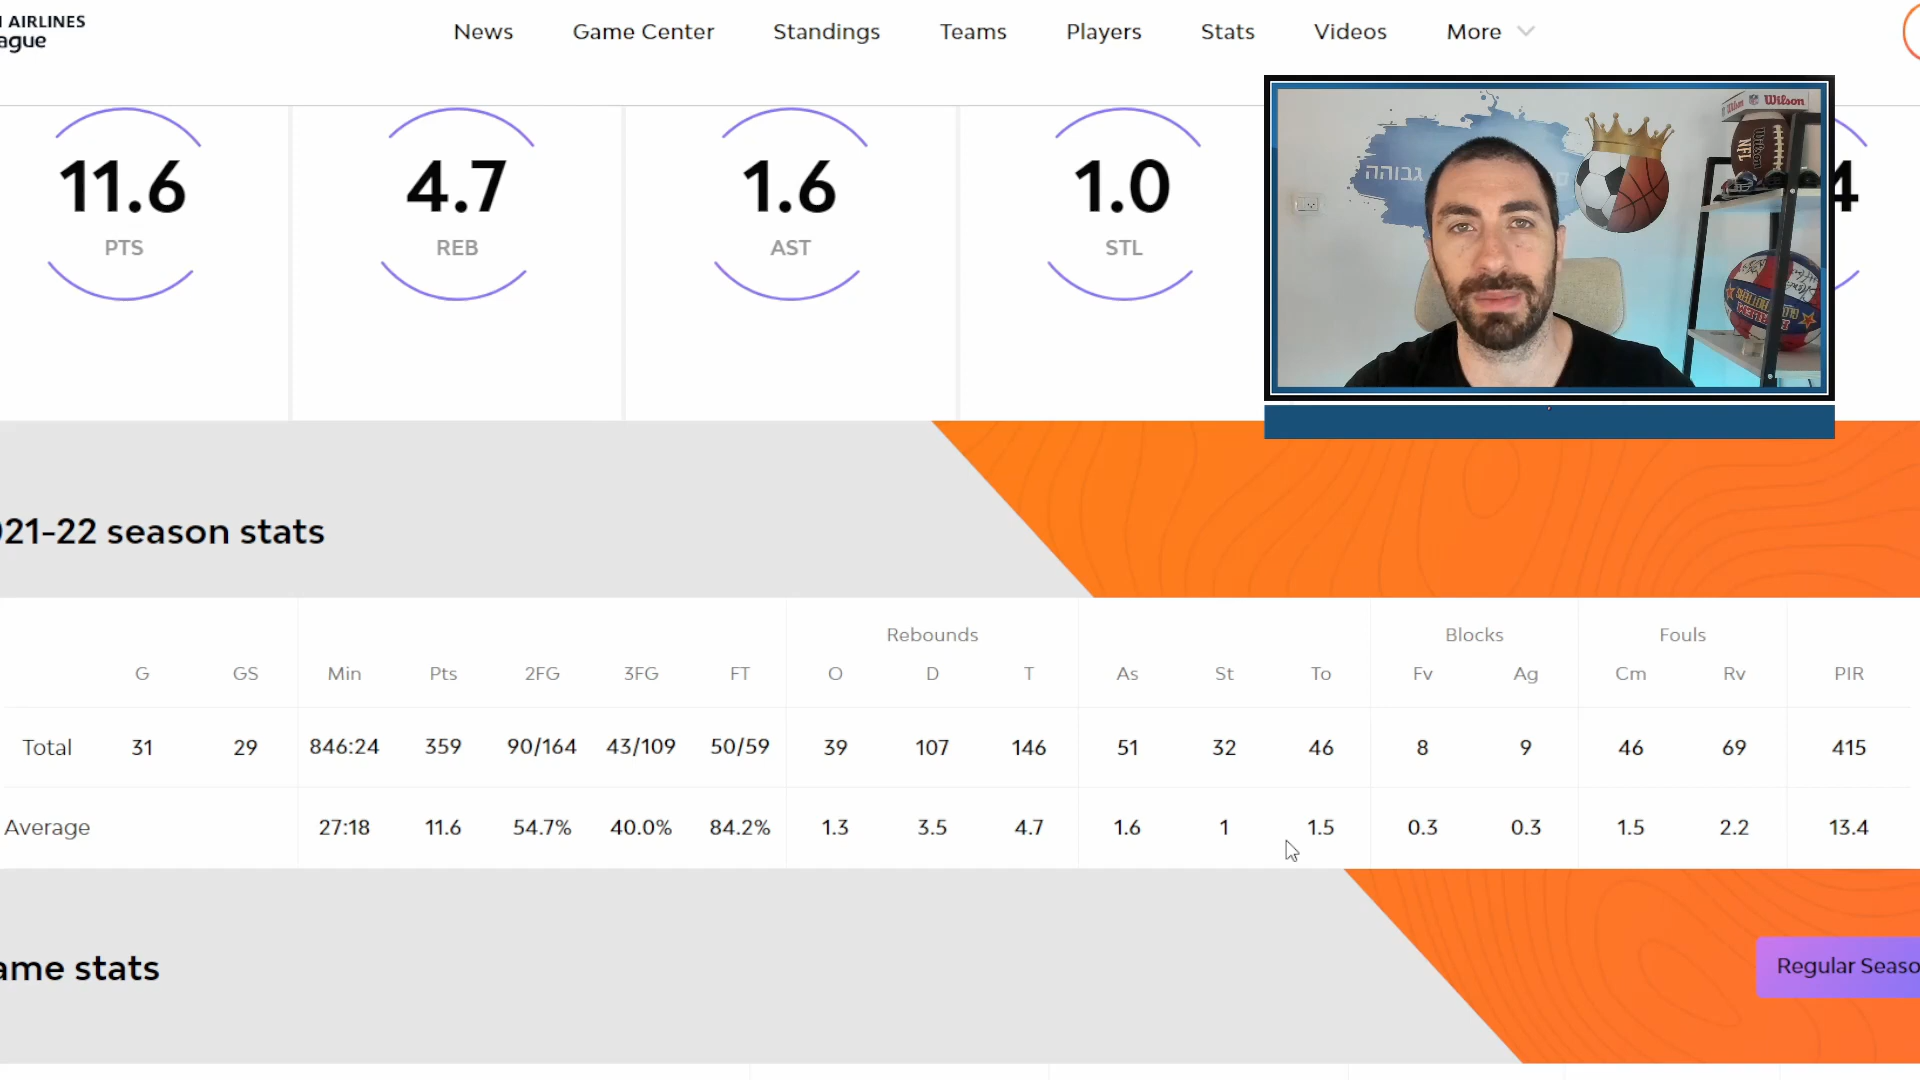 AIRLINES
ague
News Game Center Standings Teams Players Stats Videos More
11.6
PTS
4.7
REB
1.6
AST
1.0
STL
4
גבוהה
Wilson
Wilson
NFL
21-22 season stats
Rebounds Blocks Fouls
G GS Min Pts 2FG 3FG FT O D T As St To Fv Ag Cm Rv PIR
Total 31 29 846:24 359 90/164 43/109 50/59 39 107 146 51 32 46 8 9 46 69 415
Average 27:18 11.6 54.7% 40.0% 84.2% 1.3 3.5 4.7 1.6 1 1.5 0.3 0.3 1.5 2.2 13.4
ame stats
Regular Seaso